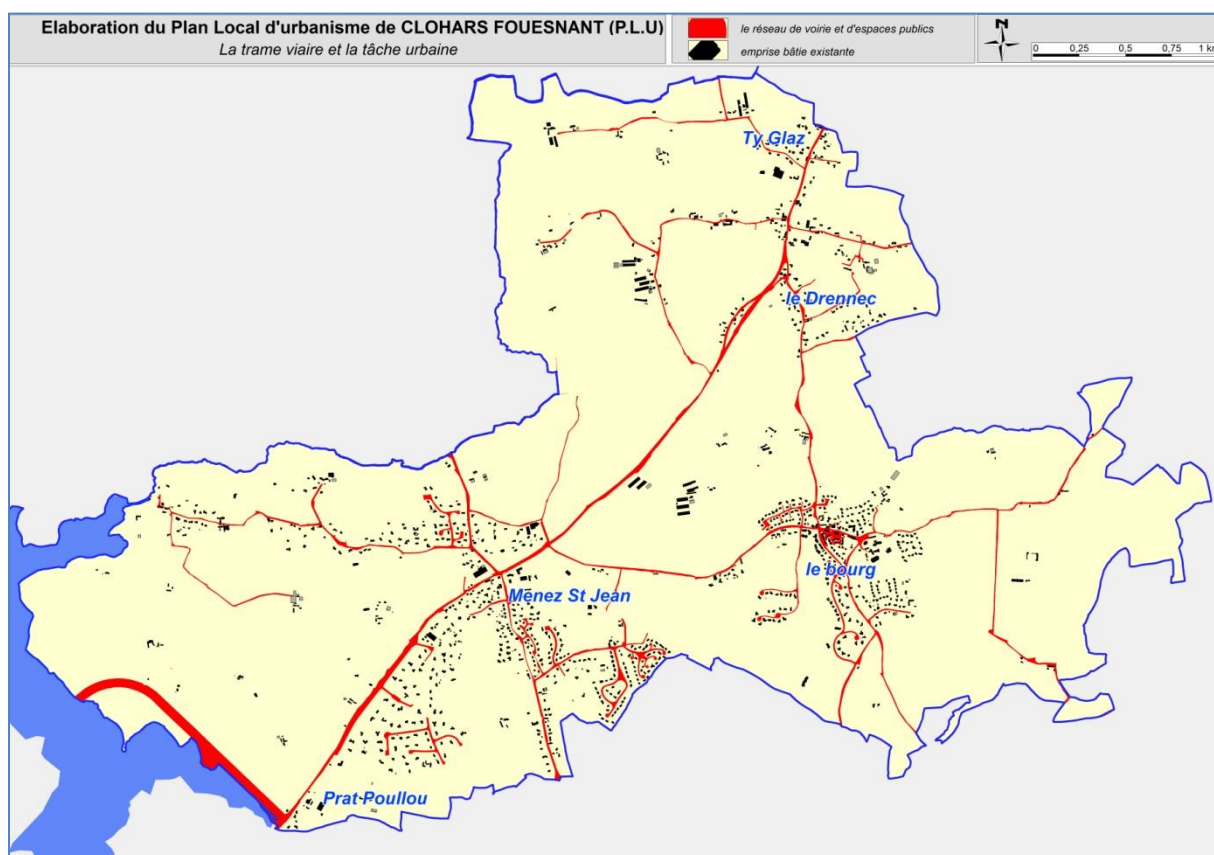 Elaboration du Plan Local d'urbanisme de CLOHARS FOUESNANT (P.L.U)
La trame viaire et la tâche urbaine
le réseau de voirie et d'espaces publics
emprise bâtie existante
N
0 0,25 0,5 0,75 1 km
Ty Glaz
le Drennec
le bourg
Menez St Jean
Prat Poullou